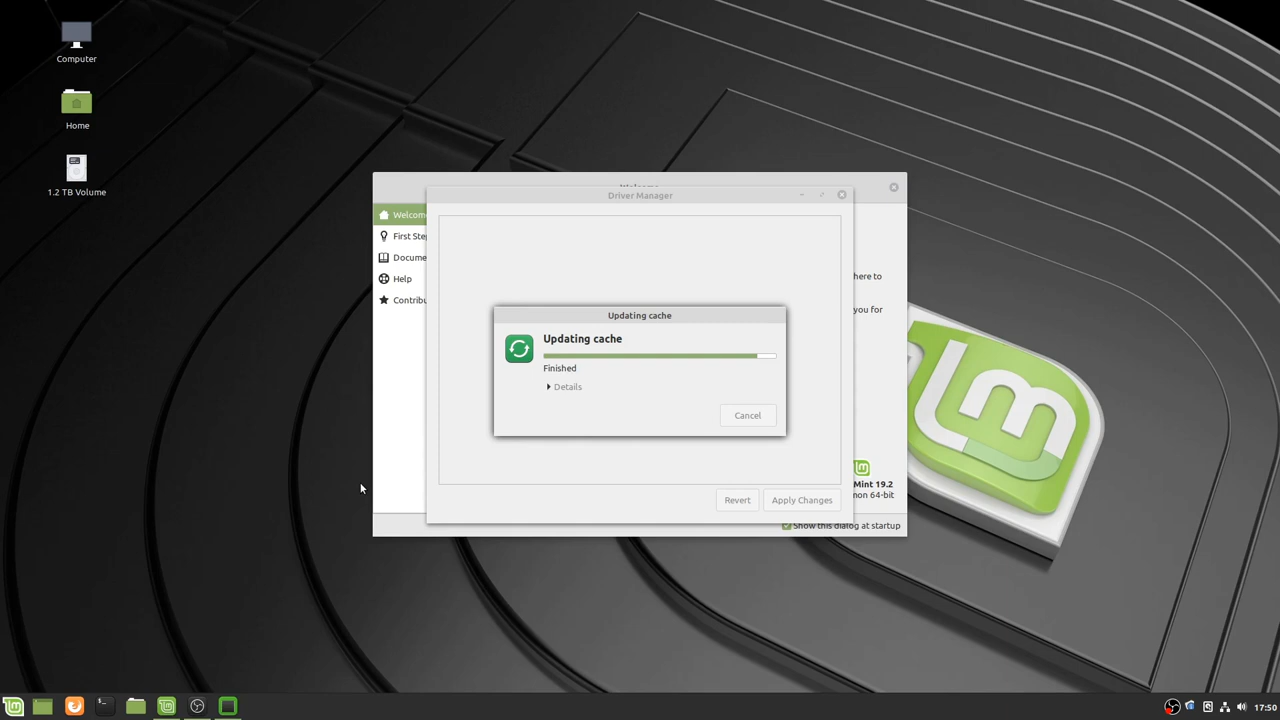 Computer
Home
1.2 TB Volume
Welcome
Driver Manager
Welcom
First Ste
Docume
Help
Contribu
here to
you for
Updating cache
Updating cache
Finished
Details
Cancel
Revert
Apply Changes
Mint 19.2
non 64-bit
Show this dialog at startup
17:50